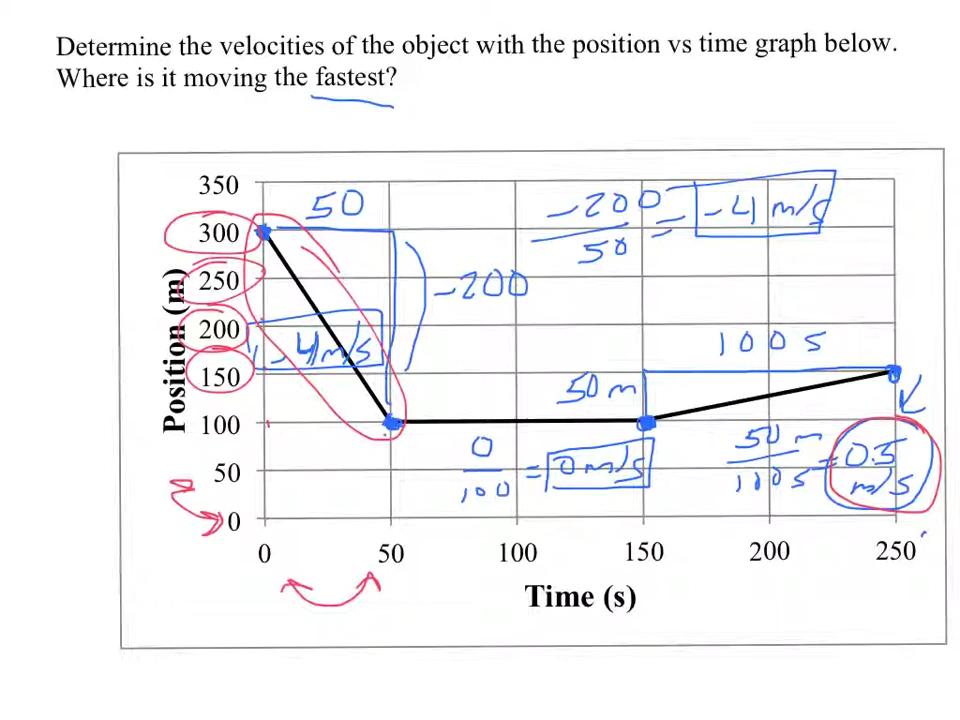 Determine the velocities of the object with the position vs time graph below.
Where is it moving the fastest?
350
300
250
200
150
100
50
0
Position (m)
50
-200
-200
50
= -4 m/s
-4 m/s
100 s
50 m
0
100
= 0 m/s
50 m
100 s
= 0.5
m/s
0 50 100 150 200 250
Time (s)